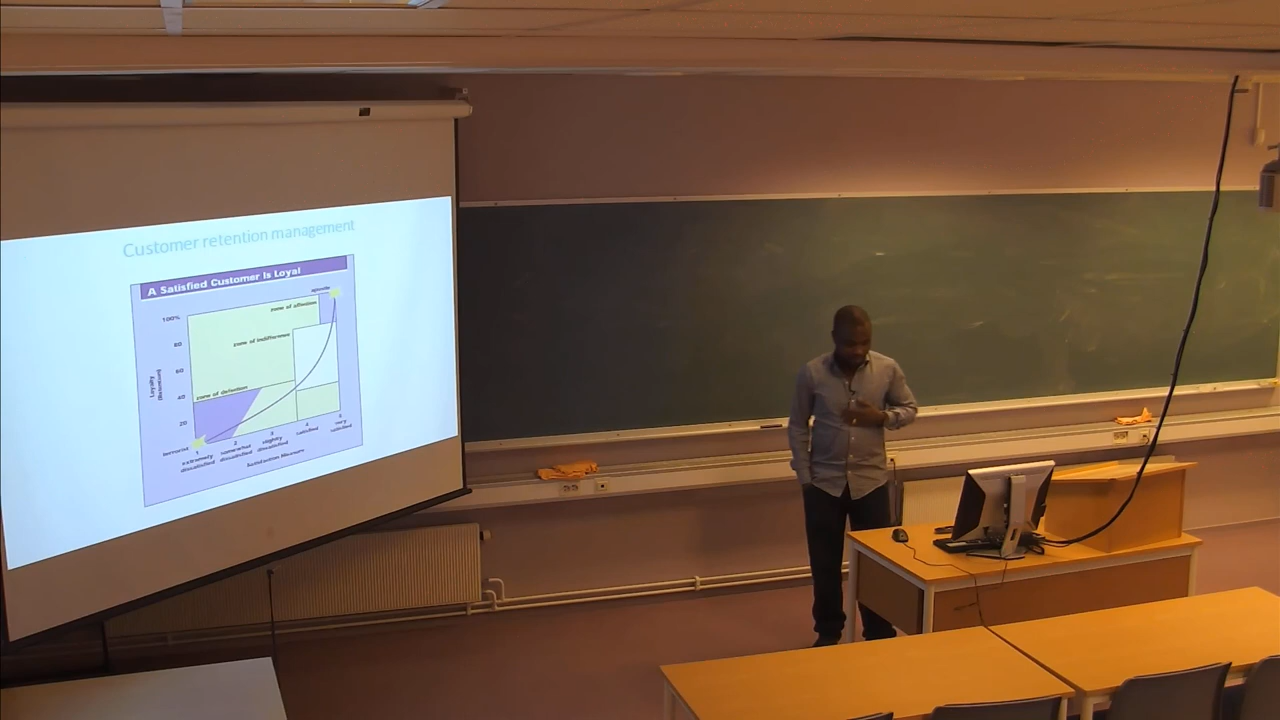 Customer retention management
A Satisfied Customer Is Loyal
apostle
zone of affection
100%
zone of indifference
80
60
Loyalty
(Retention)
zone of defection
40
20
terrorist
1
extremely
dissatisfied
2
somewhat
dissatisfied
3
slightly
dissatisfied
4
satisfied
5
very
satisfied
Satisfaction Measure